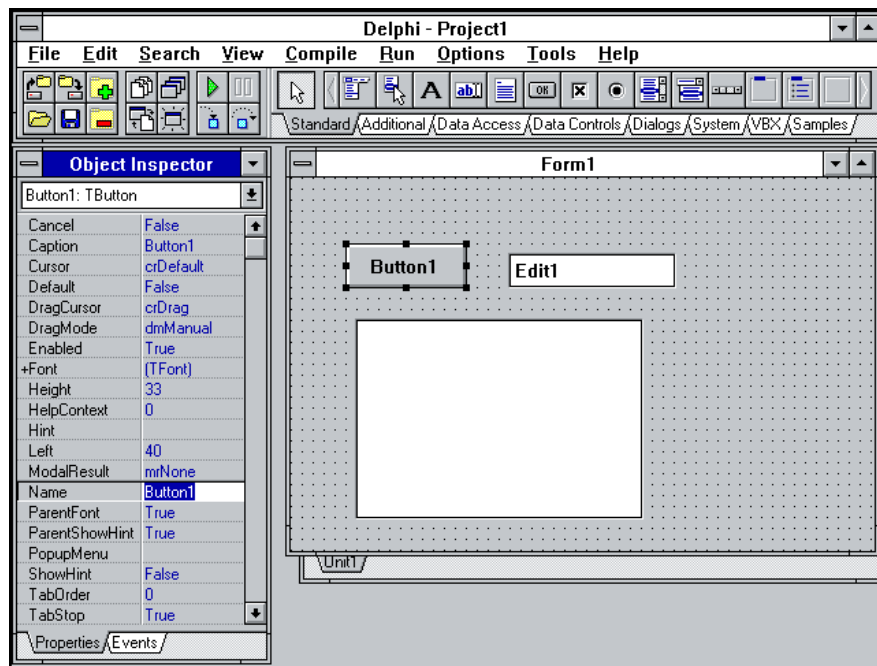 Delphi - Project1
File Edit Search View Compile Run Options Tools Help
A ab OK
Standard Additional Data Access Data Controls Dialogs System VBX Samples
Object Inspector
Button1: TButton
Cancel False
Caption Button1
Cursor crDefault
Default False
DragCursor crDrag
DragMode dmManual
Enabled True
+Font (TFont)
Height 33
HelpContext 0
Hint
Left 40
ModalResult mrNone
Name Button1
ParentFont True
ParentShowHint True
PopupMenu
ShowHint False
TabOrder 0
TabStop True
Properties Events
Form1
Button1
Edit1
Unit1